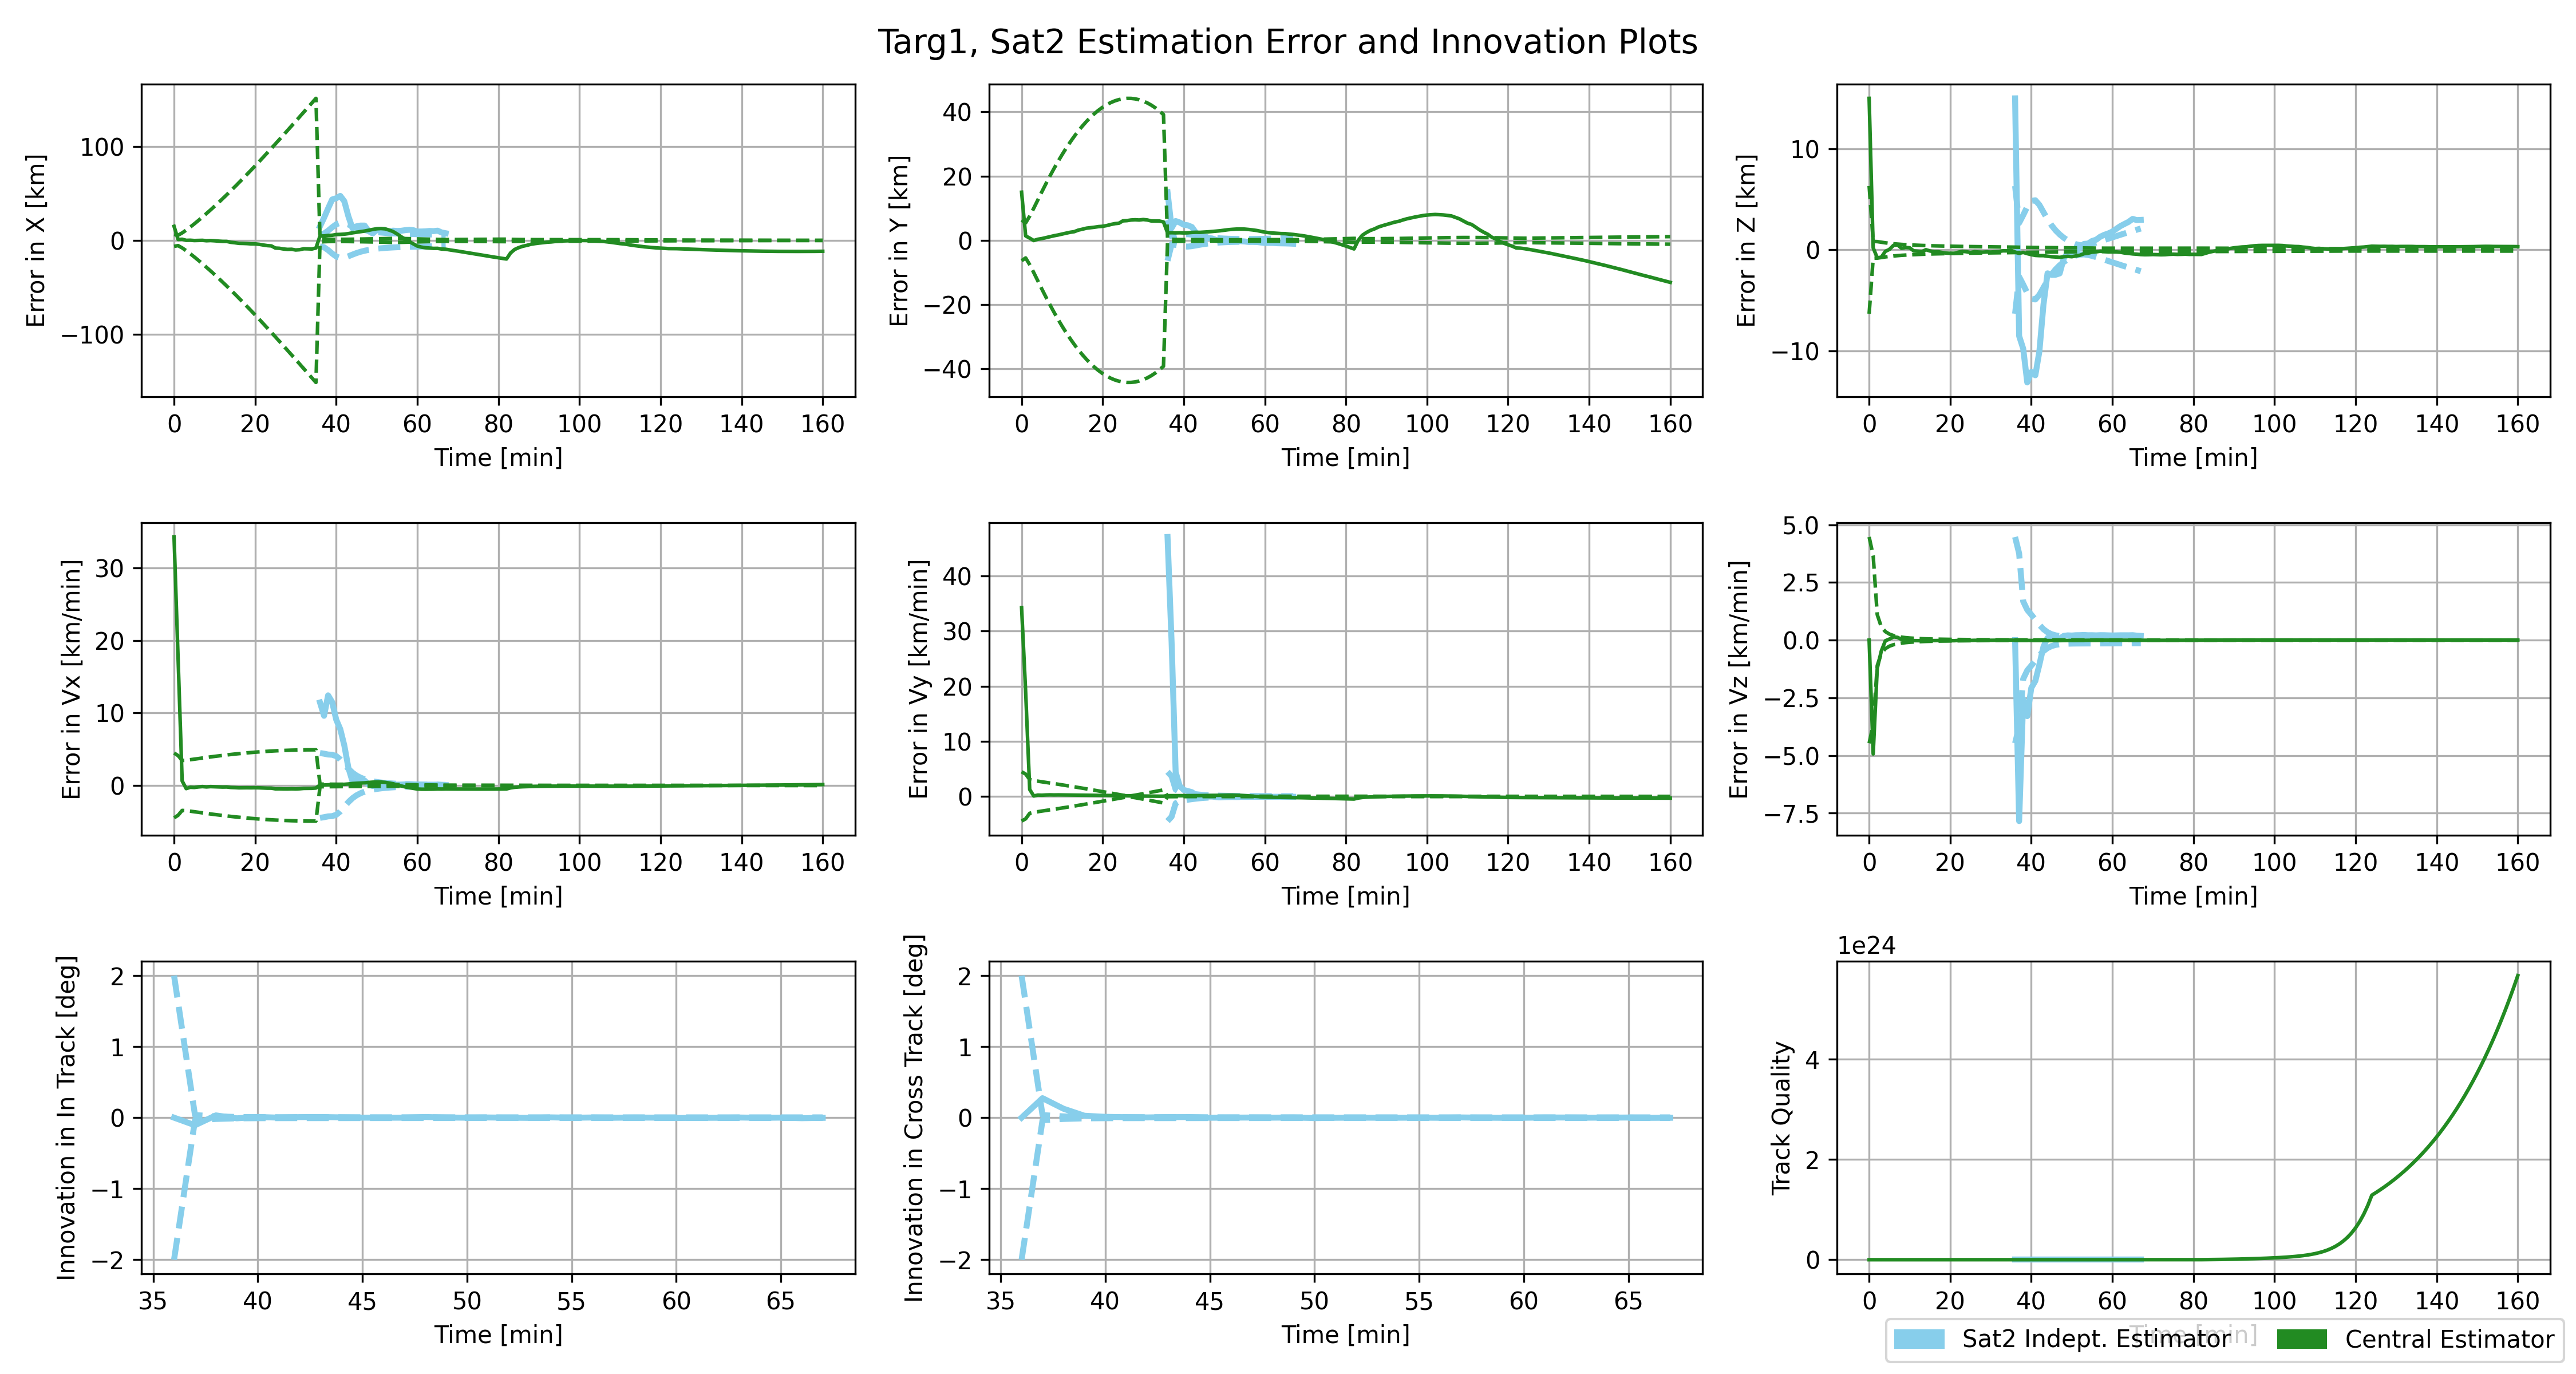 Targ1, Sat2 Estimation Error and Innovation Plots
Error in X [km]
100
0
−100
0 20 40 60 80 100 120 140 160
Time [min]
Error in Y [km]
40
20
0
−20
−40
0 20 40 60 80 100 120 140 160
Time [min]
Error in Z [km]
10
0
−10
0 20 40 60 80 100 120 140 160
Time [min]
Error in Vx [km/min]
30
20
10
0
0 20 40 60 80 100 120 140 160
Time [min]
Error in Vy [km/min]
40
30
20
10
0
0 20 40 60 80 100 120 140 160
Time [min]
Error in Vz [km/min]
5.0
2.5
0.0
−2.5
−5.0
−7.5
0 20 40 60 80 100 120 140 160
Time [min]
Innovation in In Track [deg]
2
1
0
−1
−2
35 40 45 50 55 60 65
Time [min]
Innovation in Cross Track [deg]
2
1
0
−1
−2
35 40 45 50 55 60 65
Time [min]
1e24
Track Quality
4
2
0
0 20 40 60 80 100 120 140 160
Time [min]
Sat2 Indept. Estimator
Central Estimator